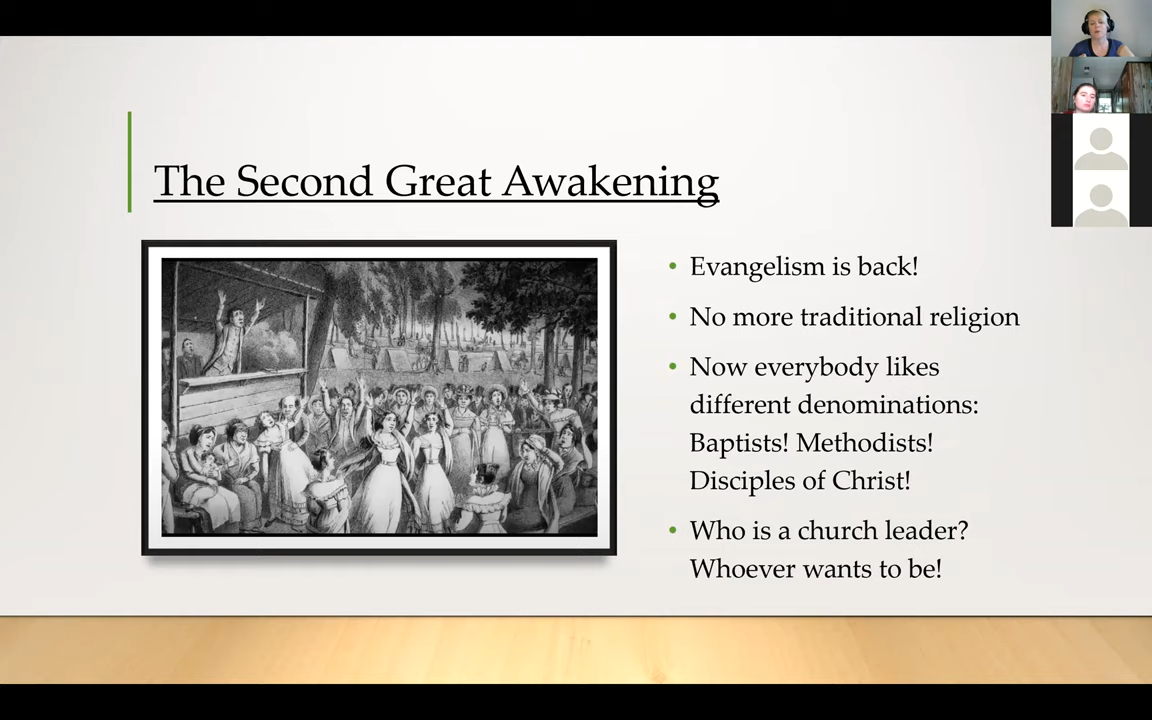 The Second Great Awakening
• Evangelism is back!
• No more traditional religion
• Now everybody likes
different denominations:
Baptists! Methodists!
Disciples of Christ!
• Who is a church leader?
Whoever wants to be!